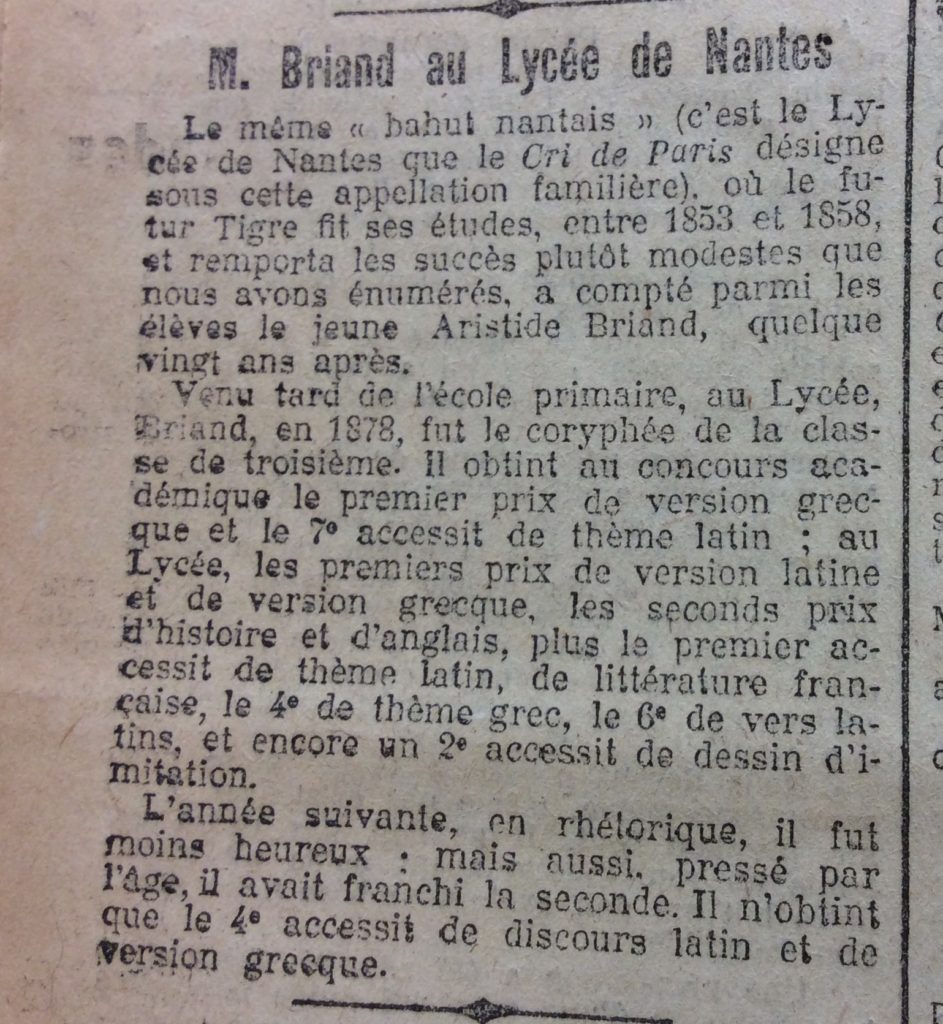 M. Briand au Lycée de Nantes
Le même « bahut nantais » (c'est le Ly-
cée de Nantes que le Cri de Paris désigne
sous cette appellation familière), où le fu-
tur Tigre fit ses études, entre 1853 et 1858,
et remporta les succès plutôt modestes que
nous avons énumérés, a compté parmi les
élèves le jeune Aristide Briand, quelque
vingt ans après.
Venu tard de l'école primaire, au Lycée,
Briand, en 1878, fut le coryphée de la clas-
se de troisième. Il obtint au concours aca-
démique le premier prix de version grec-
que et le 7e accessit de thème latin ; au
Lycée, les premiers prix de version latine
et de version grecque, les seconds prix
d'histoire et d'anglais, plus le premier ac-
cessit de thème latin, de littérature fran-
çaise, le 4e de thème grec, le 6e de vers la-
tins, et encore un 2e accessit de dessin d'i-
mitation.
L'année suivante, en rhétorique, il fut
moins heureux ; mais aussi, pressé par
l'âge, il avait franchi la seconde. Il n'obtint
que le 4e accessit de discours latin et de
version grecque.